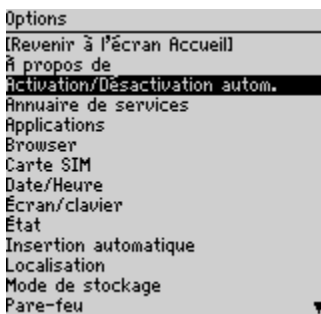 Options
[Revenir à l'écran Accueil]
À propos de
Activation/Désactivation autom.
Annuaire de services
Applications
Browser
Carte SIM
Date/Heure
Écran/clavier
État
Insertion automatique
Localisation
Mode de stockage
Pare-feu